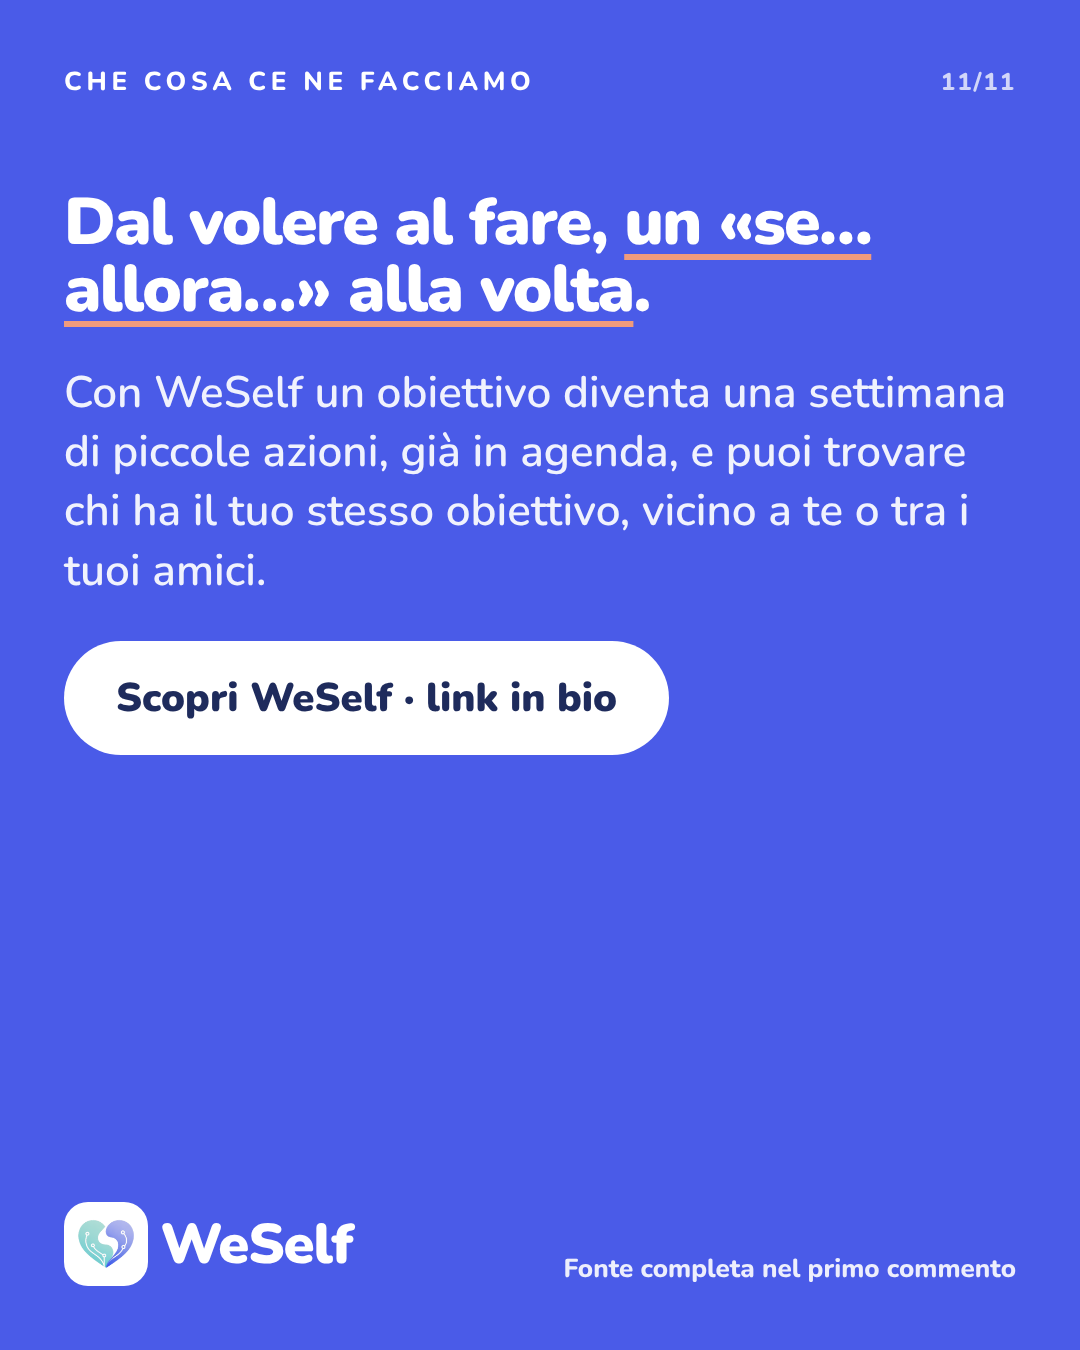 CHE COSA CE NE FACCIAMO
11/11
Dal volere al fare, un «se…
allora…» alla volta.
Con WeSelf un obiettivo diventa una settimana
di piccole azioni, già in agenda, e puoi trovare
chi ha il tuo stesso obiettivo, vicino a te o tra i
tuoi amici.
Scopri WeSelf · link in bio
WeSelf
Fonte completa nel primo commento